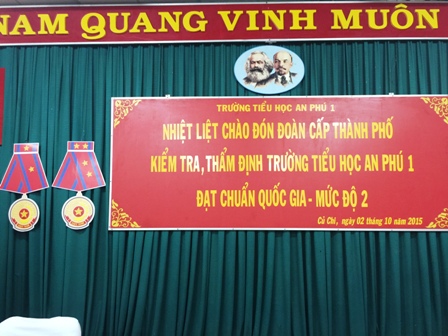 NAM QUANG VINH MUÔN
TRƯỜNG TIỂU HỌC AN PHÚ 1
NHIỆT LIỆT CHÀO ĐÓN ĐOÀN CẤP THÀNH PHỐ
KIỂM TRA, THẨM ĐỊNH TRƯỜNG TIỂU HỌC AN PHÚ 1
ĐẠT CHUẨN QUỐC GIA - MỨC ĐỘ 2
Củ Chi, ngày 02 tháng 10 năm 2015